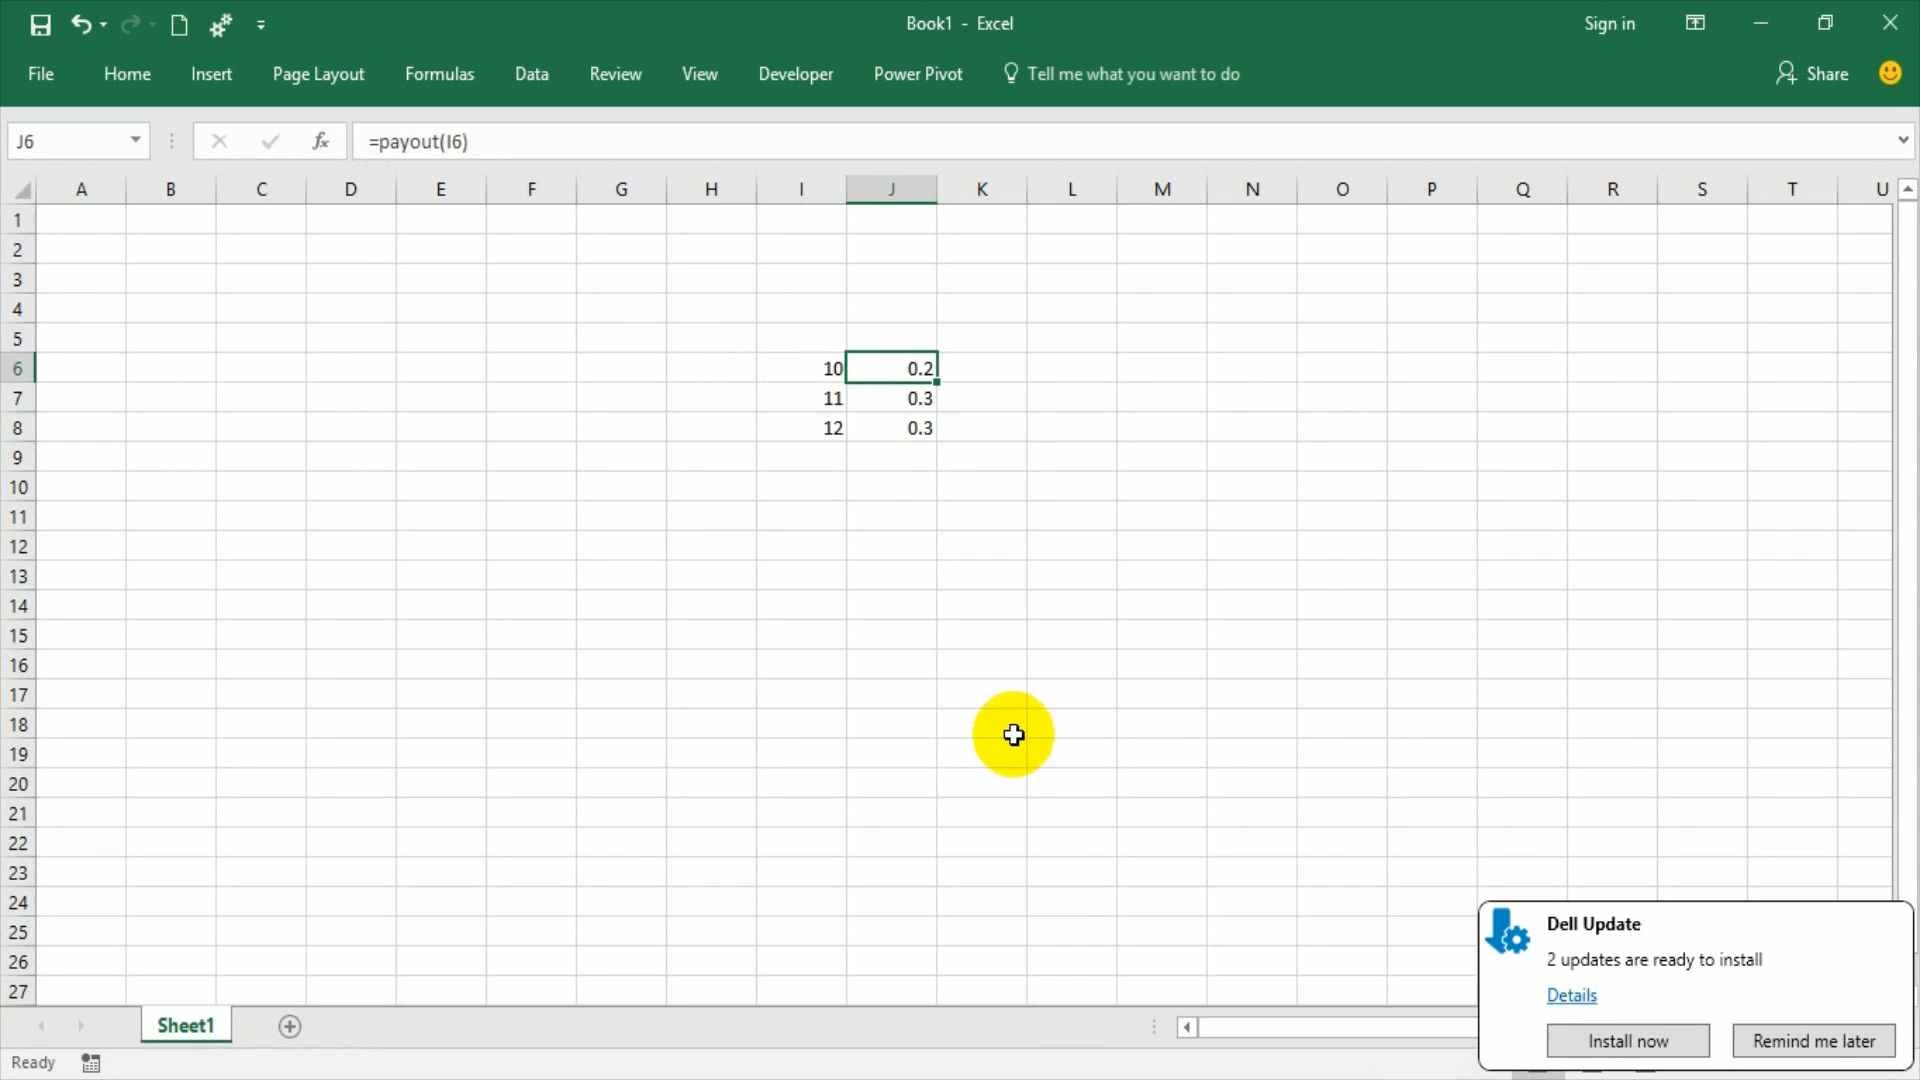 Book1 - Excel
Sign in
File Home Insert Page Layout Formulas Data Review View Developer Power Pivot Tell me what you want to do Share
J6 fx =payout(I6)
A B C D E F G H I J K L M N O P Q R S T U
1
2
3
4
5
6 10 0.2
7 11 0.3
8 12 0.3
9
10
11
12
13
14
15
16
17
18
19
20
21
22
23
24
25
26
27
Dell Update
2 updates are ready to install
Details
Install now Remind me later
Sheet1
Ready